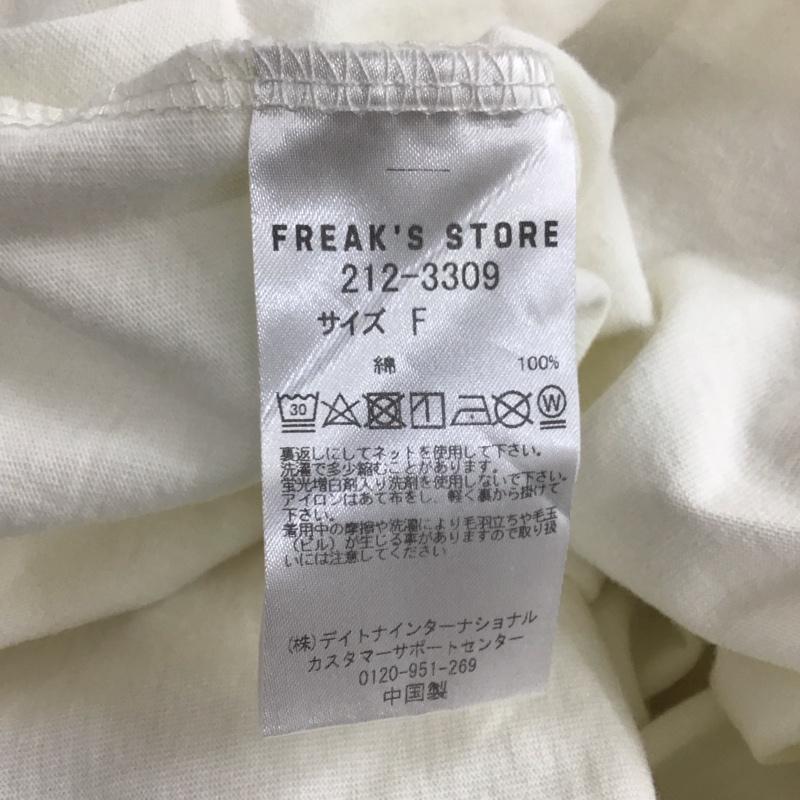 FREAK'S STORE
212-3309
サイズ F
綿 100%
30 W
裏返しにしてネットを使用して下さい。
洗濯で多少縮むことがあります。
蛍光増白剤入り洗剤を使用しないで下さい。
アイロンはあて布をし、軽く裏から掛けて
下さい。
着用中の摩擦や洗濯により毛羽立ちや毛玉
（ピル）が生じる事がありますので取り扱
いには注意してください
(株)デイトナインターナショナル
カスタマーサポートセンター
0120-951-269
中国製